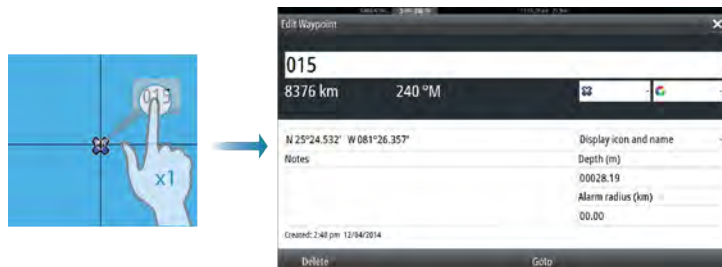 015
x1
Edit Waypoint
×
015
8376 km 240 °M
N 25°24.532' W 081°26.357'
Display icon and name
Notes
Depth (m)
00028.19
Alarm radius (km)
00.00
Created: 2:48 pm 12/04/2014
Delete Goto